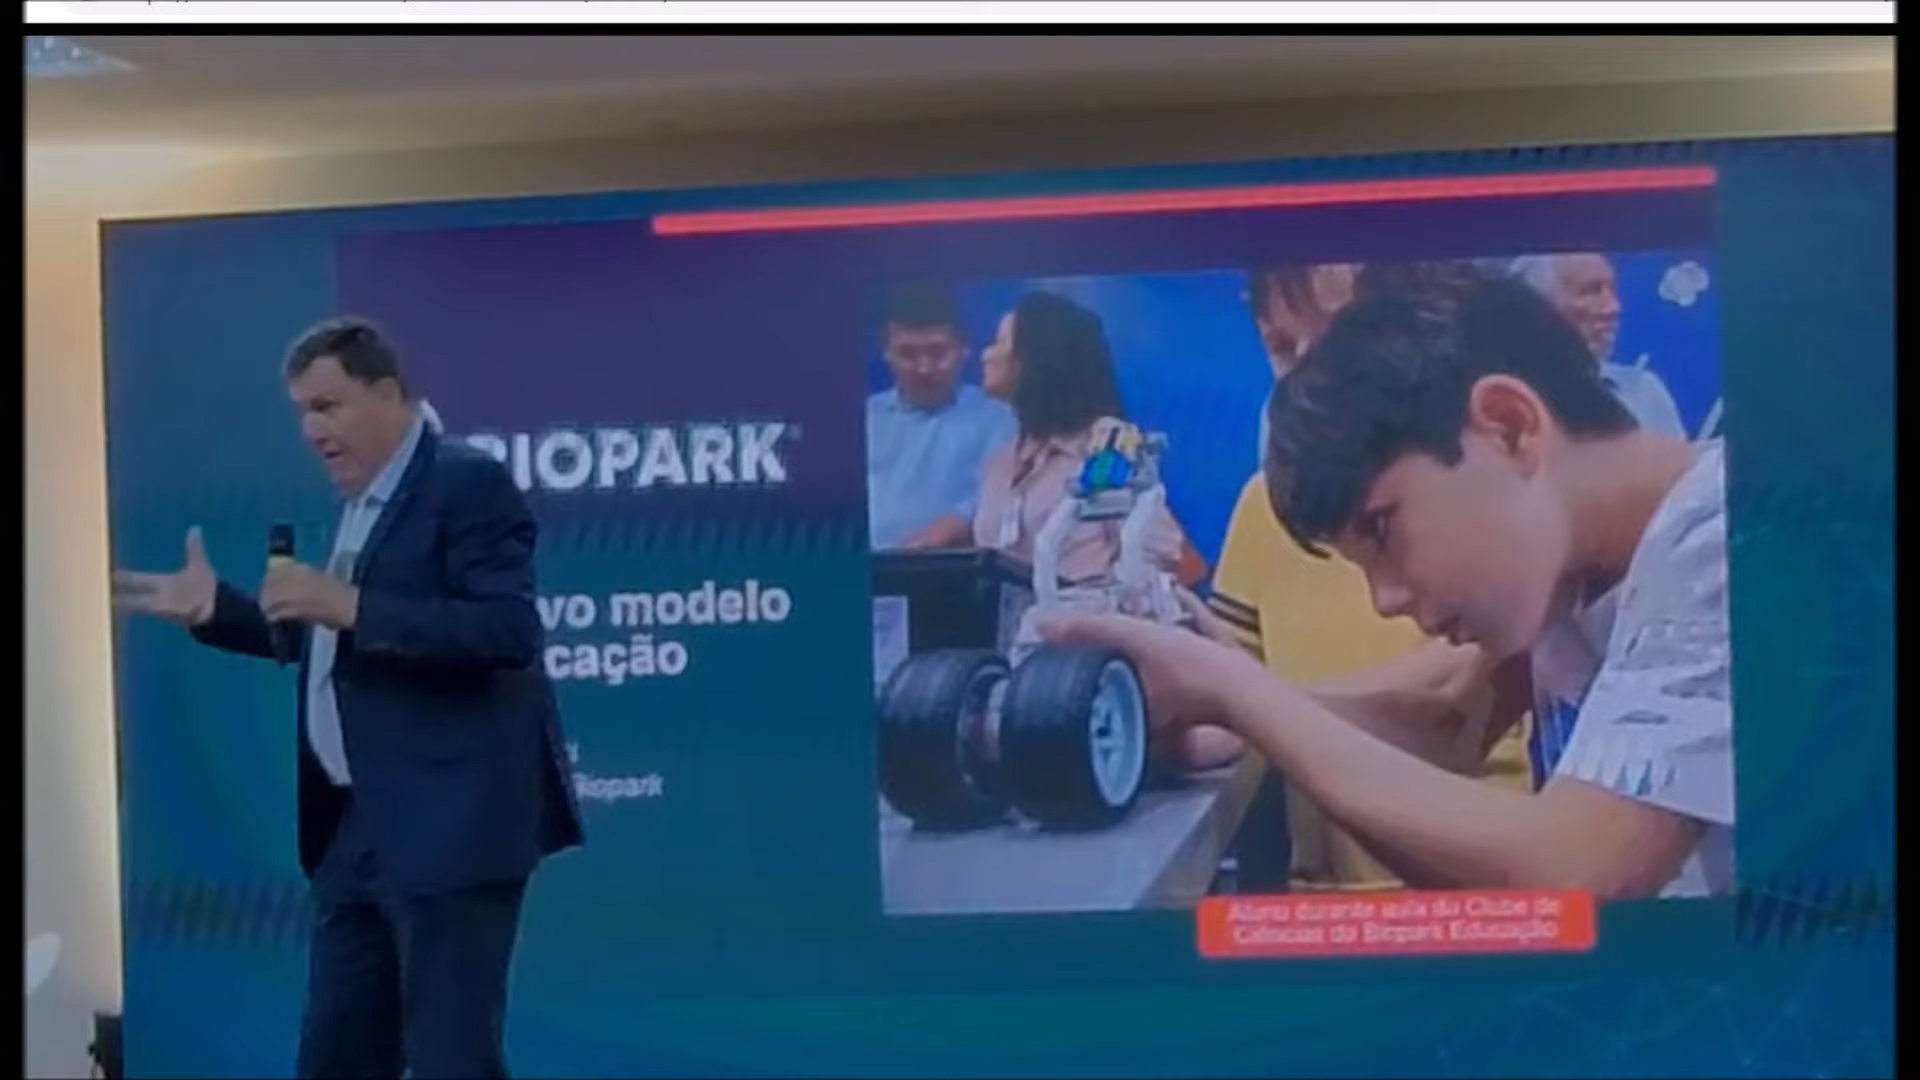 BIOPARK
vo modelo
cação
Biopark
Aluno durante aula do Clube de
Ciências do Biopark Educação